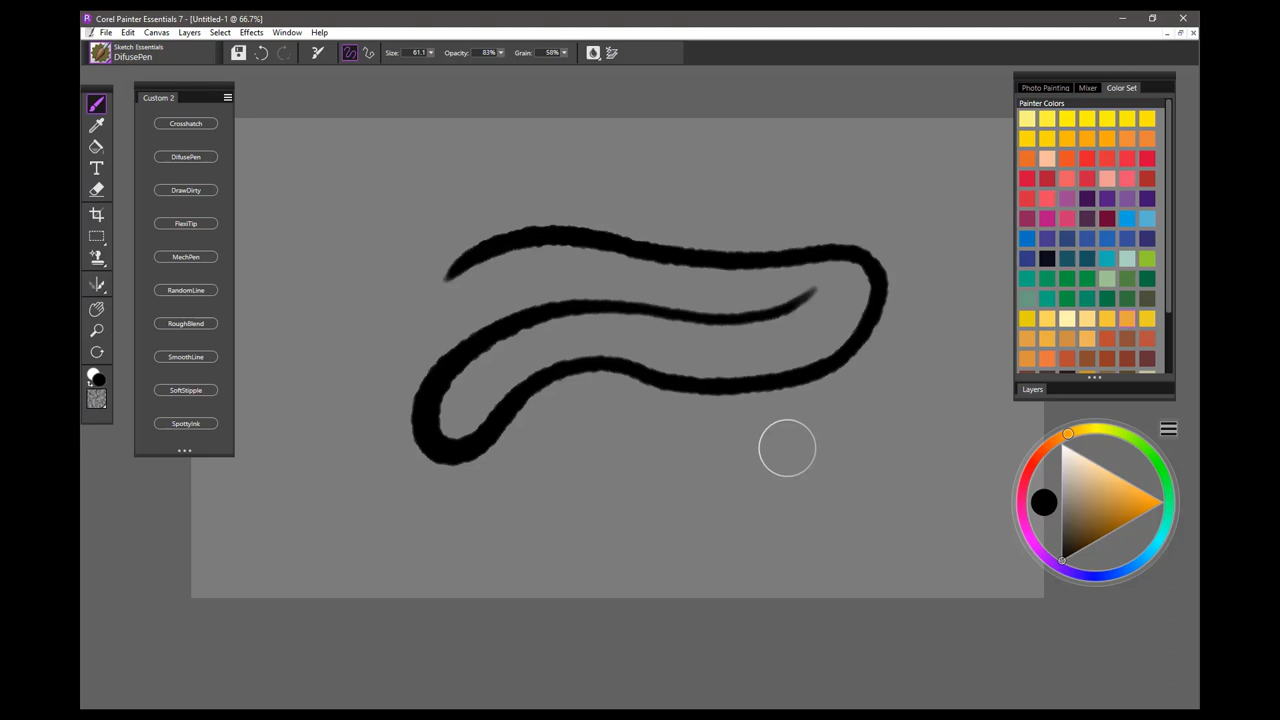 Corel Painter Essentials 7 - [Untitled-1 @ 66.7%]
File Edit Canvas Layers Select Effects Window Help
Sketch Essentials
DifusePen
Size: 61.1 Opacity: 83% Grain: 58%
Custom 2
Crosshatch
DifusePen
DrawDirty
FlexiTip
MechPen
RandomLine
RoughBlend
SmoothLine
SoftStipple
SpottyInk
Photo Painting Mixer Color Set
Painter Colors
Layers